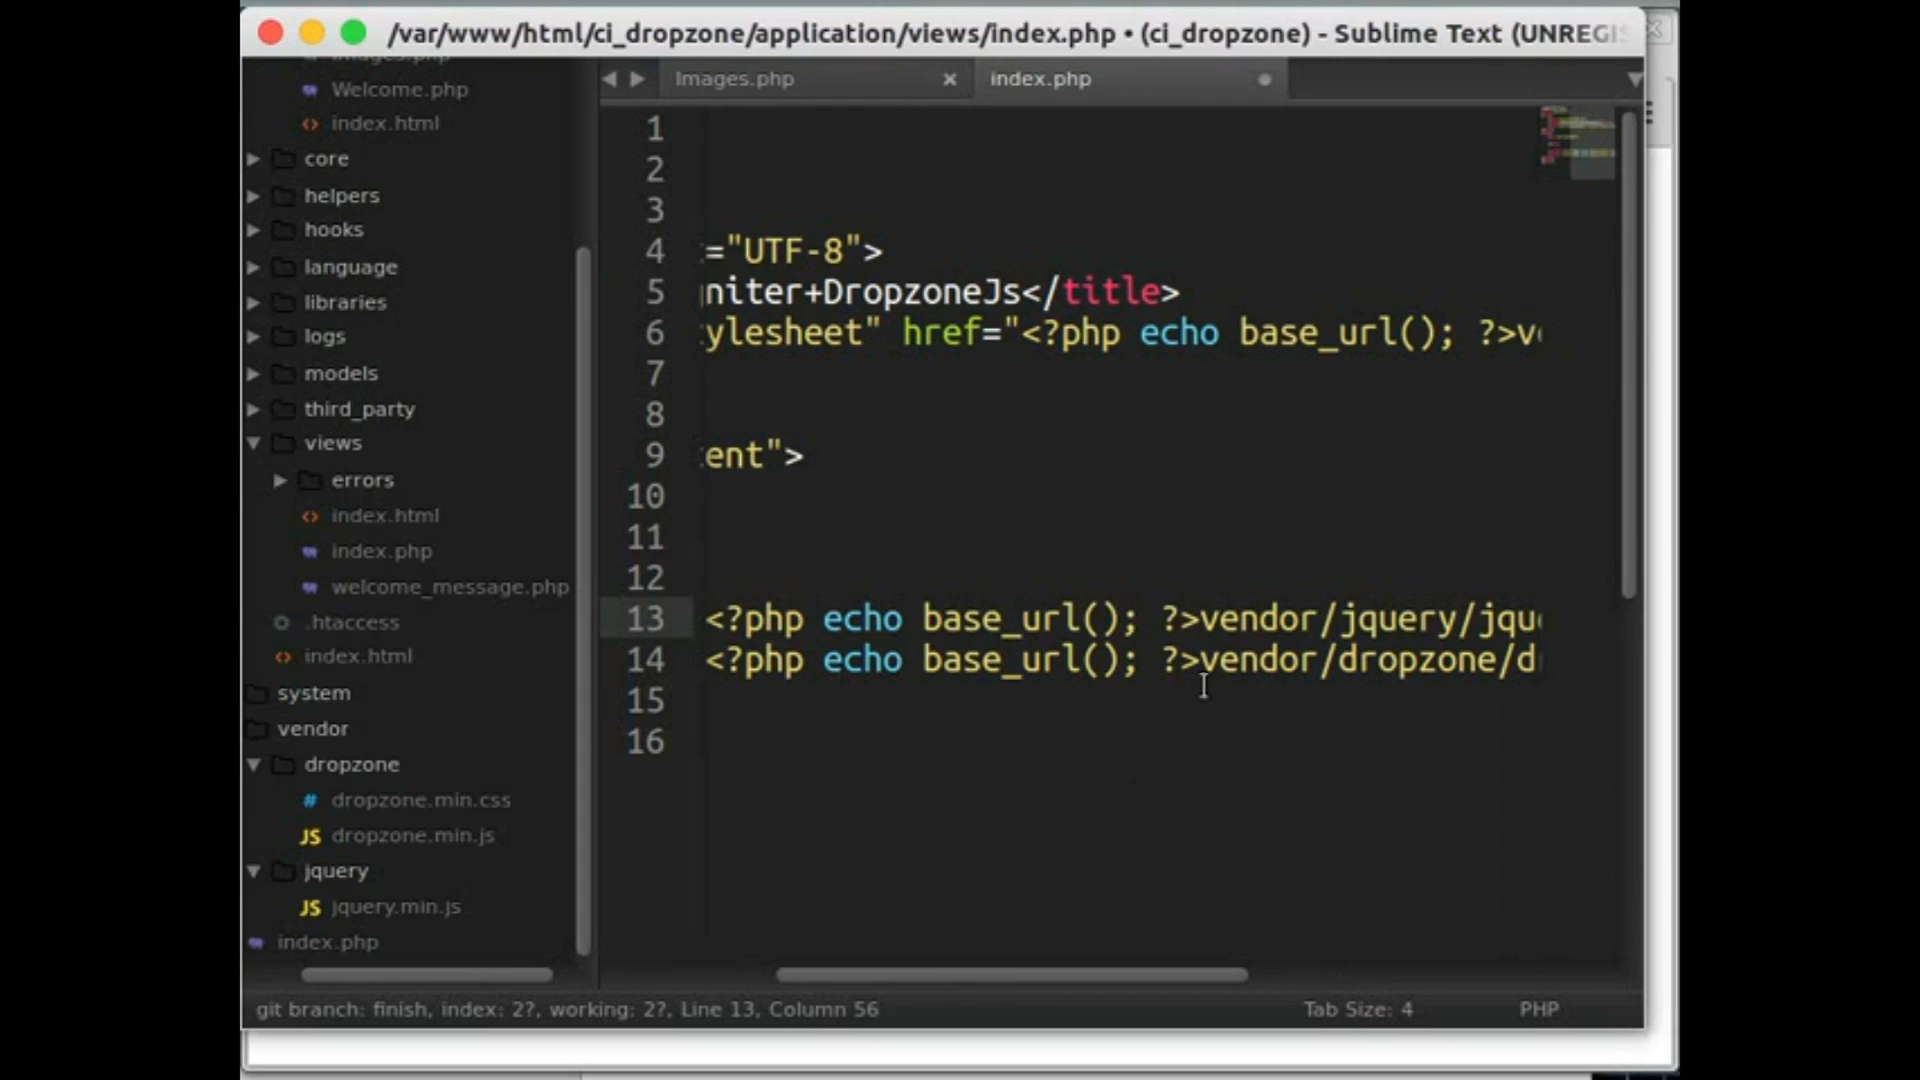 /var/www/html/ci_dropzone/application/views/index.php • (ci_dropzone) - Sublime Text (UNREGIS
Images.php
Welcome.php
index.html
core
helpers
hooks
language
libraries
logs
models
third_party
views
errors
index.html
index.php
welcome_message.php
.htaccess
index.html
system
vendor
dropzone
# dropzone.min.css
JS dropzone.min.js
jquery
JS jquery.min.js
index.php
Images.php × index.php
1
2
3
4 ="UTF-8">
5 niter+DropzoneJs</title>
6 ylesheet" href="<?php echo base_url(); ?>v
7
8
9 ent">
10
11
12
13 <?php echo base_url(); ?>vendor/jquery/jqu
14 <?php echo base_url(); ?>vendor/dropzone/d
15
16
git branch: finish, index: 2?, working: 2?, Line 13, Column 56
Tab Size: 4
PHP